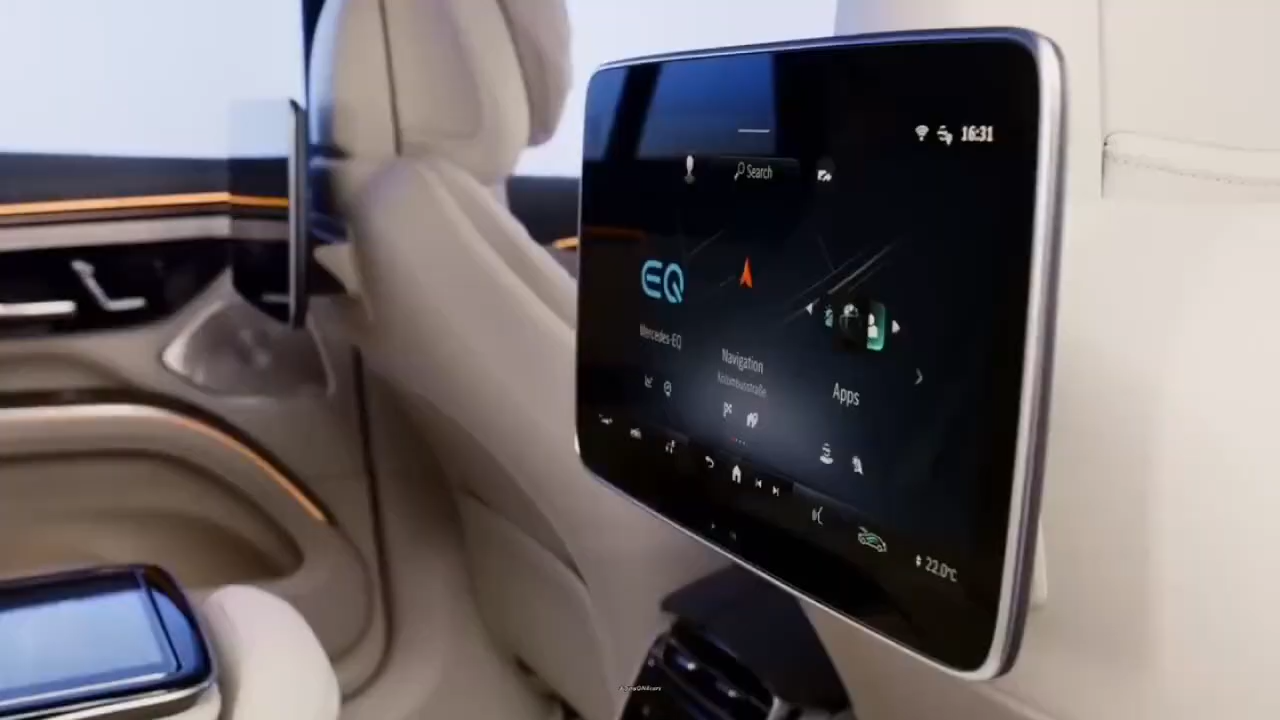 16:31
Search
EQ
Mercedes-EQ
Navigation
Apps
22.0°C